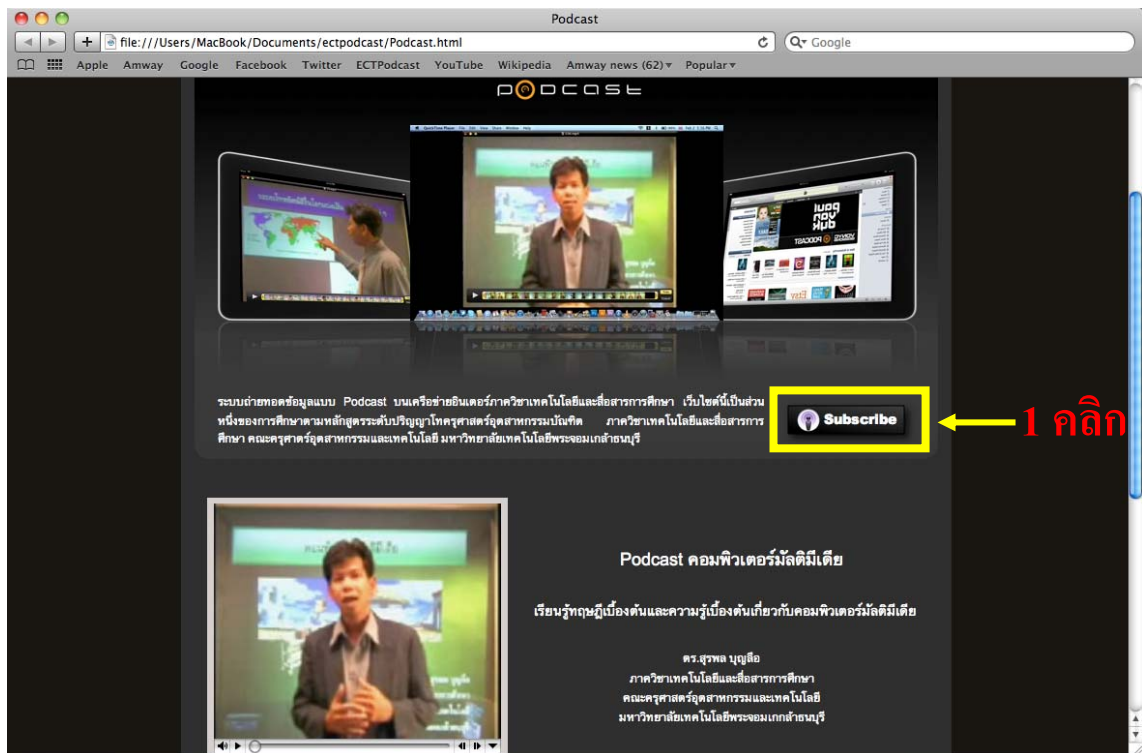 Podcast
file:///Users/MacBook/Documents/ectpodcast/Podcast.html
Google
Apple Amway Google Facebook Twitter ECTPodcast YouTube Wikipedia Amway news (62) Popular
PODCAST
ระบบถ่ายทอดข้อมูลแบบ Podcast บนเครือข่ายอินเตอร์ภาควิชาเทคโนโลยีและสื่อสารการศึกษา เว็บไซต์นี้เป็นส่วน
หนึ่งของการศึกษาตามหลักสูตรระดับปริญญาโทครุศาสตร์อุตสาหกรรมบัณฑิต ภาควิชาเทคโนโลยีและสื่อสารการ
ศึกษา คณะครุศาตร์อุตสาหกรรมและเทคโนโลยี มหาวิทยาลัยเทคโนโลยีพระจอมเกล้าธนบุรี
Subscribe
1 คลิก
Podcast คอมพิวเตอร์มัลติมีเดีย
เรียนรู้ทฤษฎีเบื้องต้นและความรู้เบื้องต้นเกี่ยวกับคอมพิวเตอร์มัลติมีเดีย
ดร.สุรพล บุญลือ
ภาควิชาเทคโนโลยีและสื่อสารการศึกษา
คณะครุศาสตร์อุตสาหกรรมและเทคโนโลยี
มหาวิทยาลัยเทคโนโลยีพระจอมเกกล้าธนบุรี